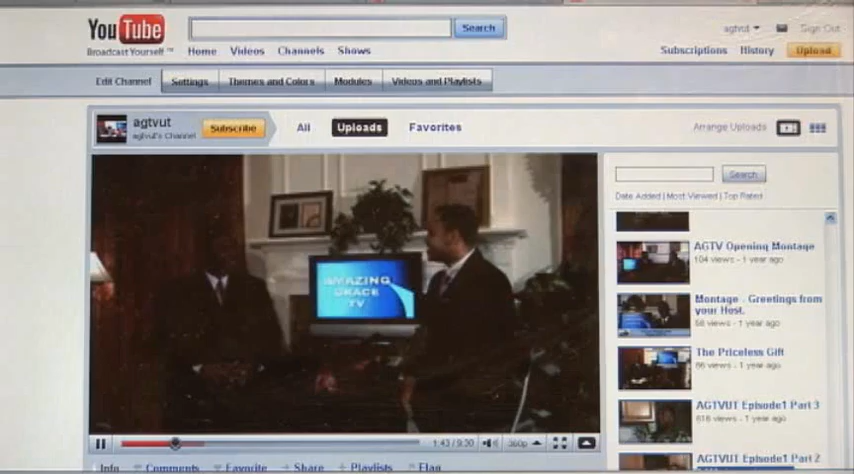 YouTube
Broadcast Yourself ™
Search
agtvut
Sign Out
Home Videos Channels Shows
Subscriptions History Upload
Edit Channel Settings Themes and Colors Modules Videos and Playlists
agtvut
agtvut's Channel
Subscribe
All Uploads Favorites
Arrange Uploads
Search
Date Added | Most Viewed | Top Rated
AMAZING
GRACE
TV
AGTV Opening Montage
104 views - 1 year ago
Montage - Greetings from
your Host.
58 views - 1 year ago
The Priceless Gift
86 views - 1 year ago
AGTVUT Episode1 Part 3
616 views - 1 year ago
AGTVUT Episode1 Part 2
1:43 / 9:30 360p
Info Comments Favorite Share Playlists Flag